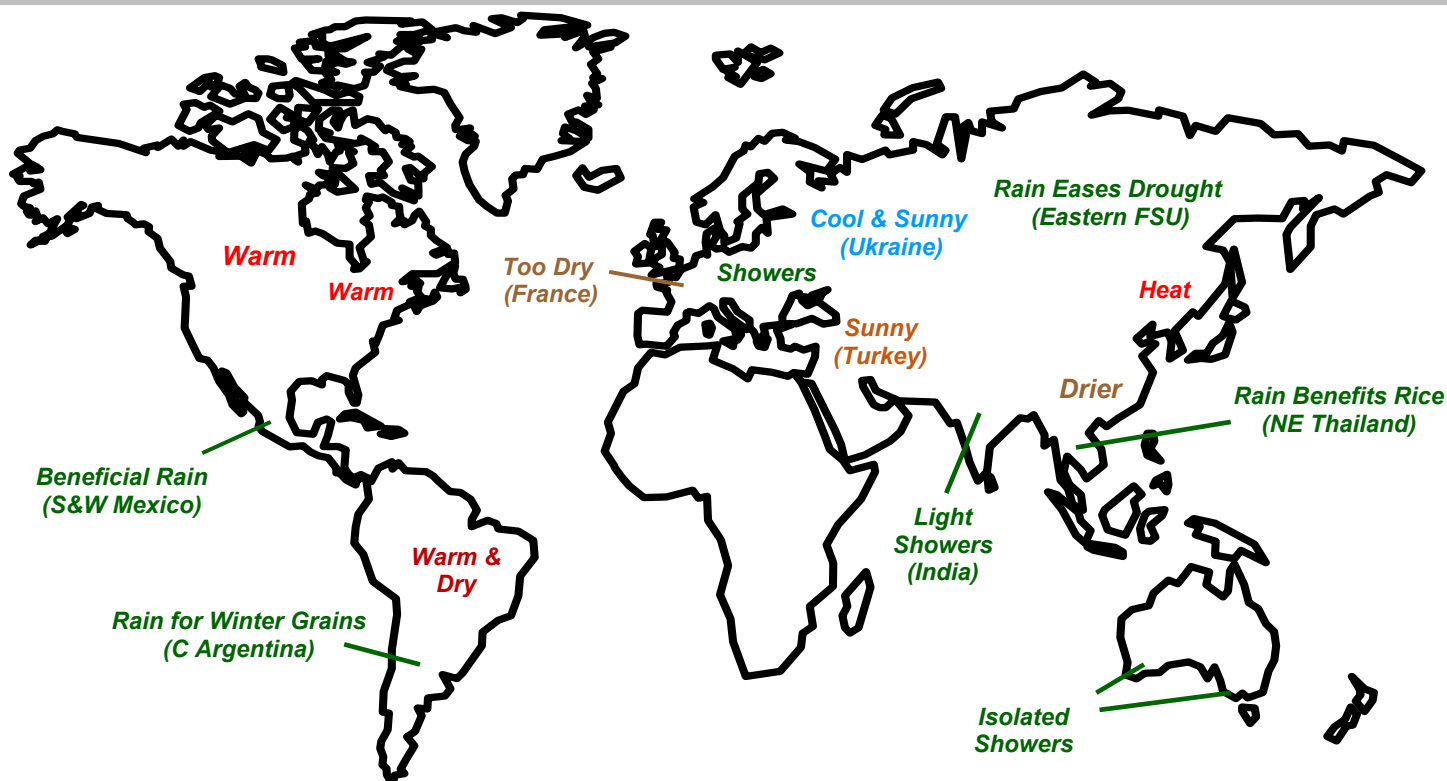 Rain Eases Drought
(Eastern FSU)
Cool & Sunny
(Ukraine)
Warm
Too Dry
(France)
Showers
Warm
Heat
Sunny
(Turkey)
Drier
Rain Benefits Rice
(NE Thailand)
Beneficial Rain
(S&W Mexico)
Light
Showers
(India)
Warm &
Dry
Rain for Winter Grains
(C Argentina)
Isolated
Showers